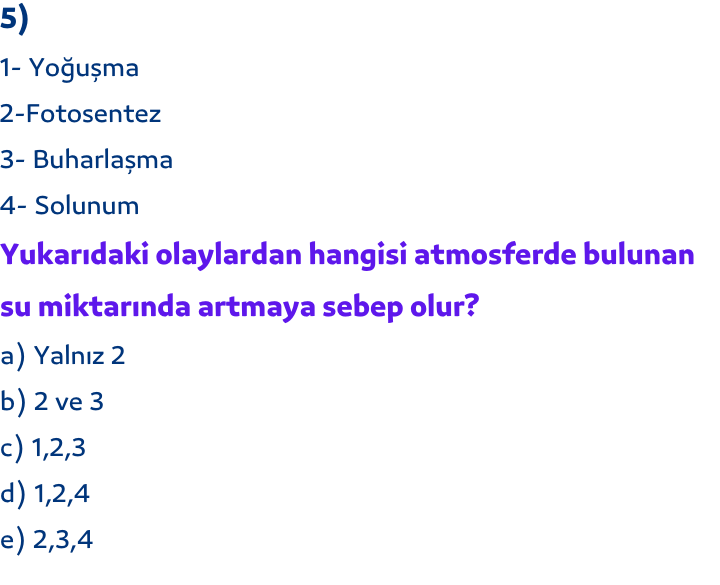 5)
1- Yoğuşma
2-Fotosentez
3- Buharlaşma
4- Solunum
Yukarıdaki olaylardan hangisi atmosferde bulunan
su miktarında artmaya sebep olur?
a) Yalnız 2
b) 2 ve 3
c) 1,2,3
d) 1,2,4
e) 2,3,4